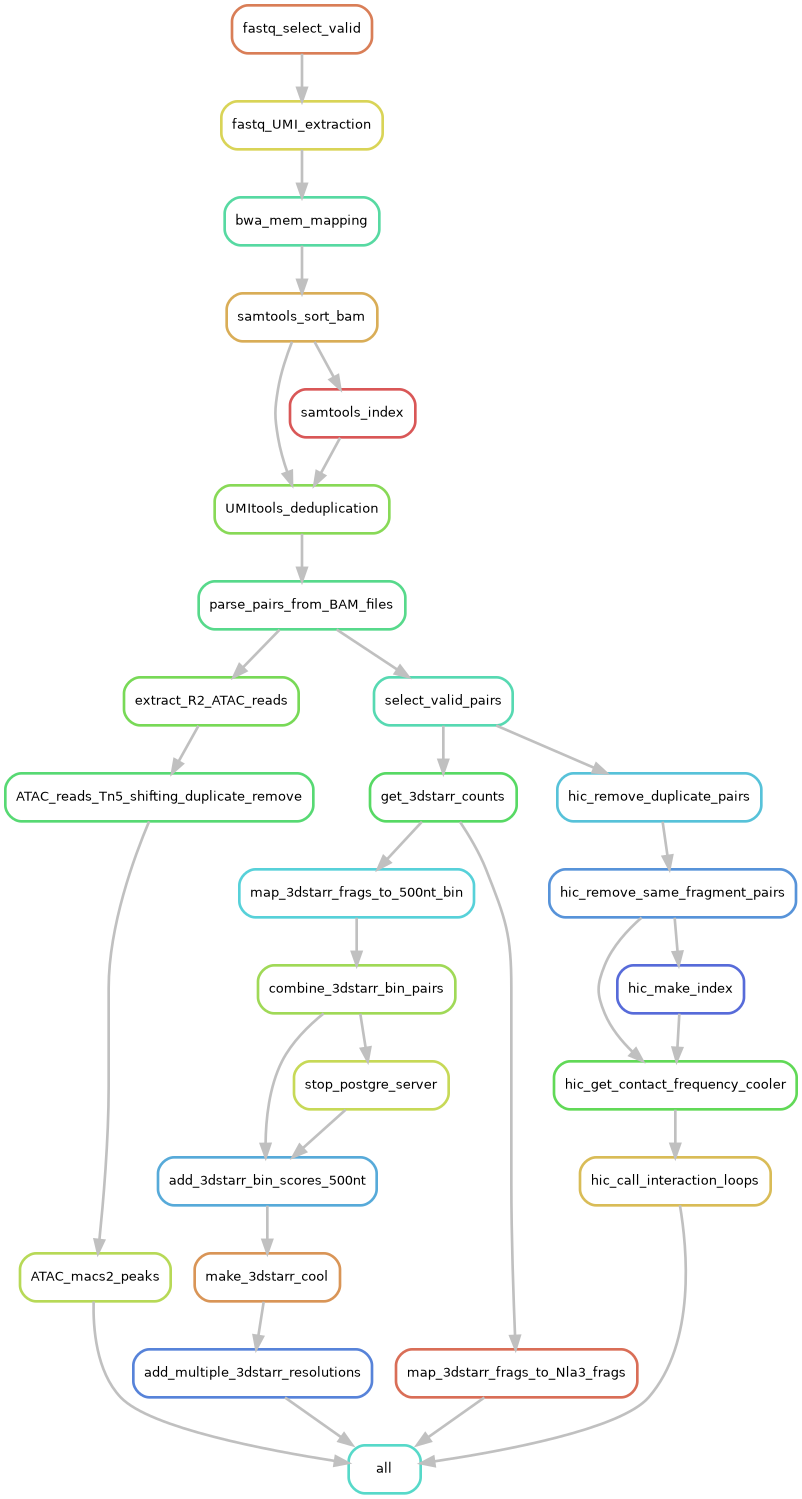 fastq_select_valid
fastq_UMI_extraction
bwa_mem_mapping
samtools_sort_bam
samtools_index
UMItools_deduplication
parse_pairs_from_BAM_files
extract_R2_ATAC_reads
select_valid_pairs
ATAC_reads_Tn5_shifting_duplicate_remove
get_3dstarr_counts
hic_remove_duplicate_pairs
map_3dstarr_frags_to_500nt_bin
hic_remove_same_fragment_pairs
combine_3dstarr_bin_pairs
hic_make_index
stop_postgre_server
hic_get_contact_frequency_cooler
add_3dstarr_bin_scores_500nt
hic_call_interaction_loops
ATAC_macs2_peaks
make_3dstarr_cool
add_multiple_3dstarr_resolutions
map_3dstarr_frags_to_Nla3_frags
all